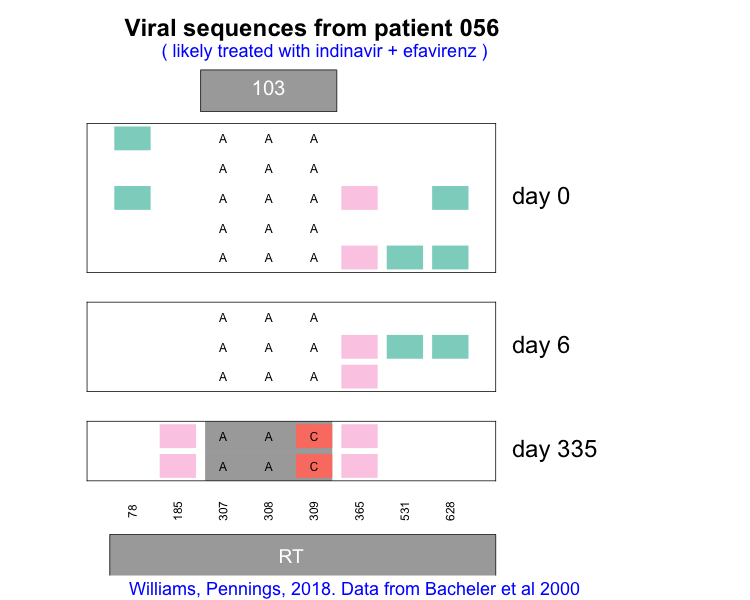 Viral sequences from patient 056
( likely treated with indinavir + efavirenz )
103
A A A
A A A
A A A
A A A
A A A
day 0
A A A
A A A
A A A
day 6
A A C
A A C
day 335
78 185 307 308 309 365 531 628
RT
Williams, Pennings, 2018. Data from Bacheler et al 2000